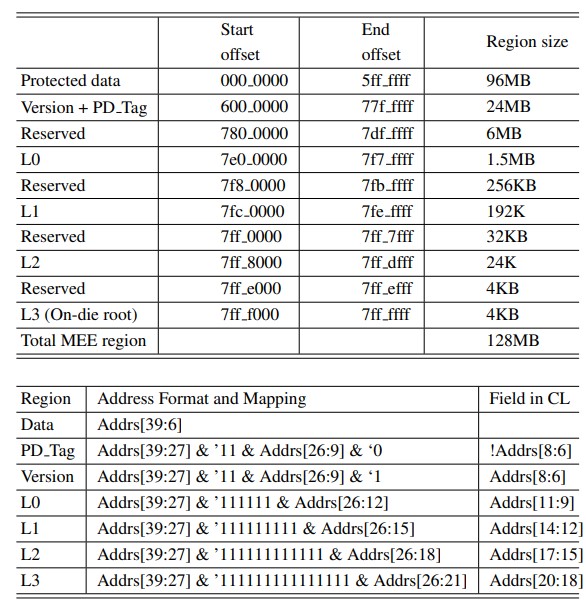 Start offset End offset Region size
Protected data 000_0000 5ff_ffff 96MB
Version + PD_Tag 600_0000 77f_ffff 24MB
Reserved 780_0000 7df_ffff 6MB
L0 7e0_0000 7f7_ffff 1.5MB
Reserved 7f8_0000 7fb_ffff 256KB
L1 7fc_0000 7fe_ffff 192K
Reserved 7ff_0000 7ff_7fff 32KB
L2 7ff_8000 7ff_dfff 24K
Reserved 7ff_e000 7ff_efff 4KB
L3 (On-die root) 7ff_f000 7ff_ffff 4KB
Total MEE region 128MB
Region Address Format and Mapping Field in CL
Data Addrs[39:6]
PD_Tag Addrs[39:27] & ’11 & Addrs[26:9] & ‘0 !Addrs[8:6]
Version Addrs[39:27] & ’11 & Addrs[26:9] & ‘1 Addrs[8:6]
L0 Addrs[39:27] & ’111111 & Addrs[26:12] Addrs[11:9]
L1 Addrs[39:27] & ’111111111 & Addrs[26:15] Addrs[14:12]
L2 Addrs[39:27] & ’111111111111 & Addrs[26:18] Addrs[17:15]
L3 Addrs[39:27] & ’111111111111111 & Addrs[26:21] Addrs[20:18]